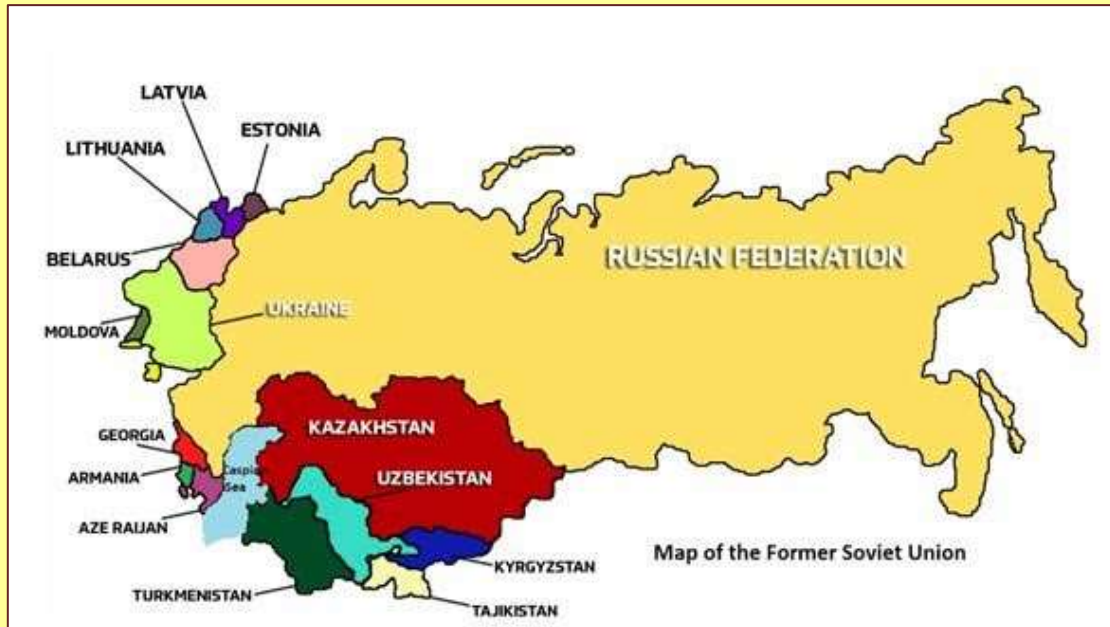 LATVIA
ESTONIA
LITHUANIA
BELARUS
RUSSIAN FEDERATION
UKRAINE
MOLDOVA
KAZAKHSTAN
GEORGIA
UZBEKISTAN
ARMANIA
Caspian
Sea
AZE RAIJAN
Map of the Former Soviet Union
KYRGYZSTAN
TURKMENISTAN
TAJIKISTAN